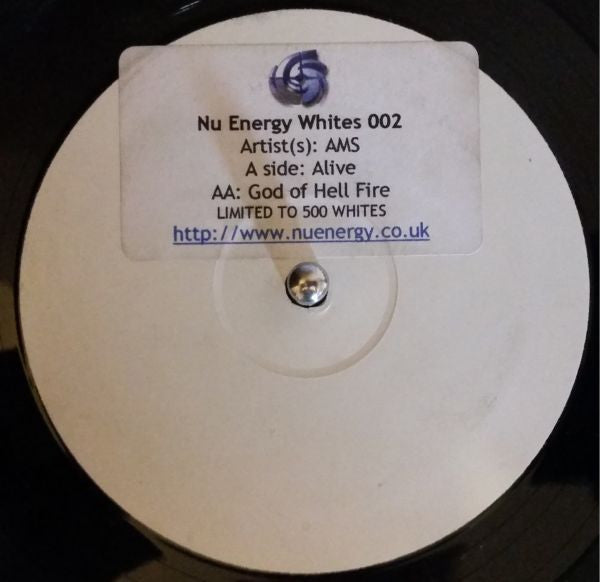 Nu Energy Whites 002
Artist(s): AMS
A side: Alive
AA: God of Hell Fire
LIMITED TO 500 WHITES
http://www.nuenergy.co.uk